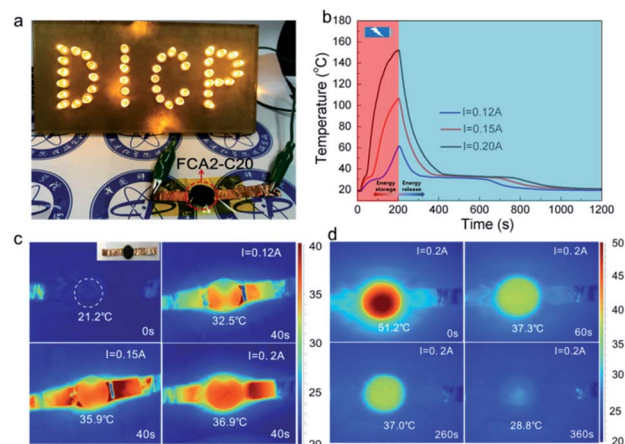 a
DICP
FCA2-C20
b
Temperature (°C)
180
160
140
120
100
80
60
40
20
I=0.12A
I=0.15A
I=0.20A
Energy
storage
Energy
release
0 200 400 600 800 1000 1200
Time (s)
c
21.2℃
0s
I=0.12A
32.5℃
40s
I=0.15A
35.9℃
40s
I=0.2A
36.9℃
40s
40
35
30
25
20
d
I=0.2A
51.2℃
0s
I=0.2A
37.3℃
60s
I=0.2A
37.0℃
260s
I=0.2A
28.8℃
360s
50
45
40
35
30
25
20